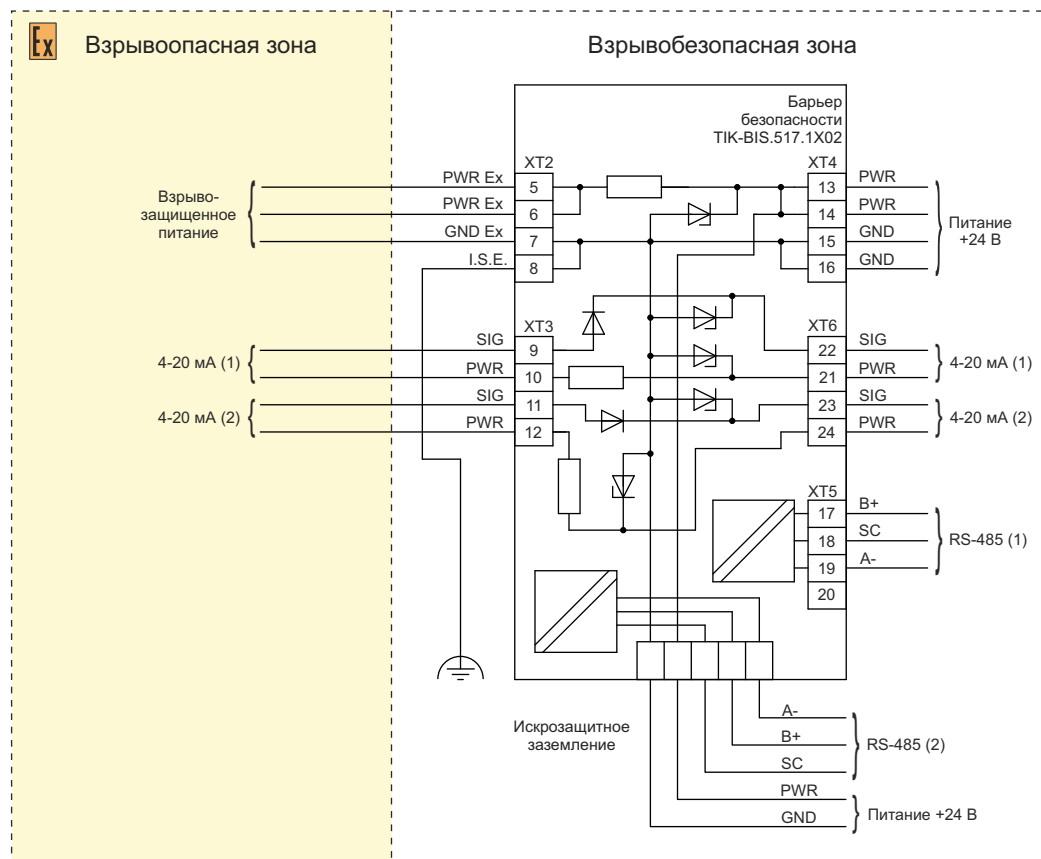 Ex
Взрывоопасная зона
Взрывобезопасная зона
Барьер
безопасности
TIK-BIS.517.1X02
XT2
XT4
PWR Ex
5
13
PWR
PWR Ex
6
14
PWR
GND Ex
7
15
GND
I.S.E.
8
16
GND
Взрыво-
защищенное
питание
Питание
+24 В
XT3
XT6
SIG
9
22
SIG
PWR
10
21
PWR
SIG
11
23
SIG
PWR
12
24
PWR
4-20 мА (1)
4-20 мА (2)
4-20 мА (1)
4-20 мА (2)
XT5
17
B+
18
SC
19
A-
20
RS-485 (1)
Искрозащитное
заземление
A-
B+
SC
RS-485 (2)
PWR
GND
Питание +24 В